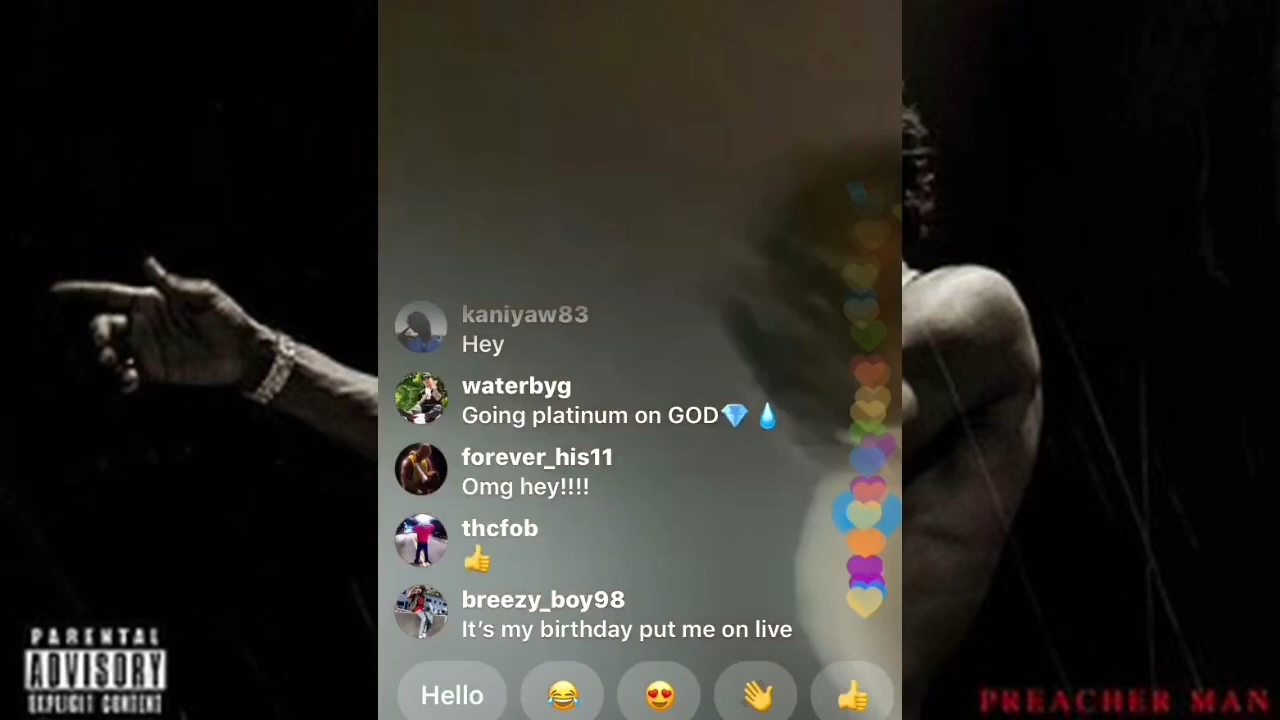 kaniyaw83
Hey
waterbyg
Going platinum on GOD💎💧
forever_his11
Omg hey!!!!
thcfob
👍
breezy_boy98
It’s my birthday put me on live
Hello 😂 😍 👋 👍
PARENTAL
ADVISORY
EXPLICIT CONTENT
PREACHER MAN